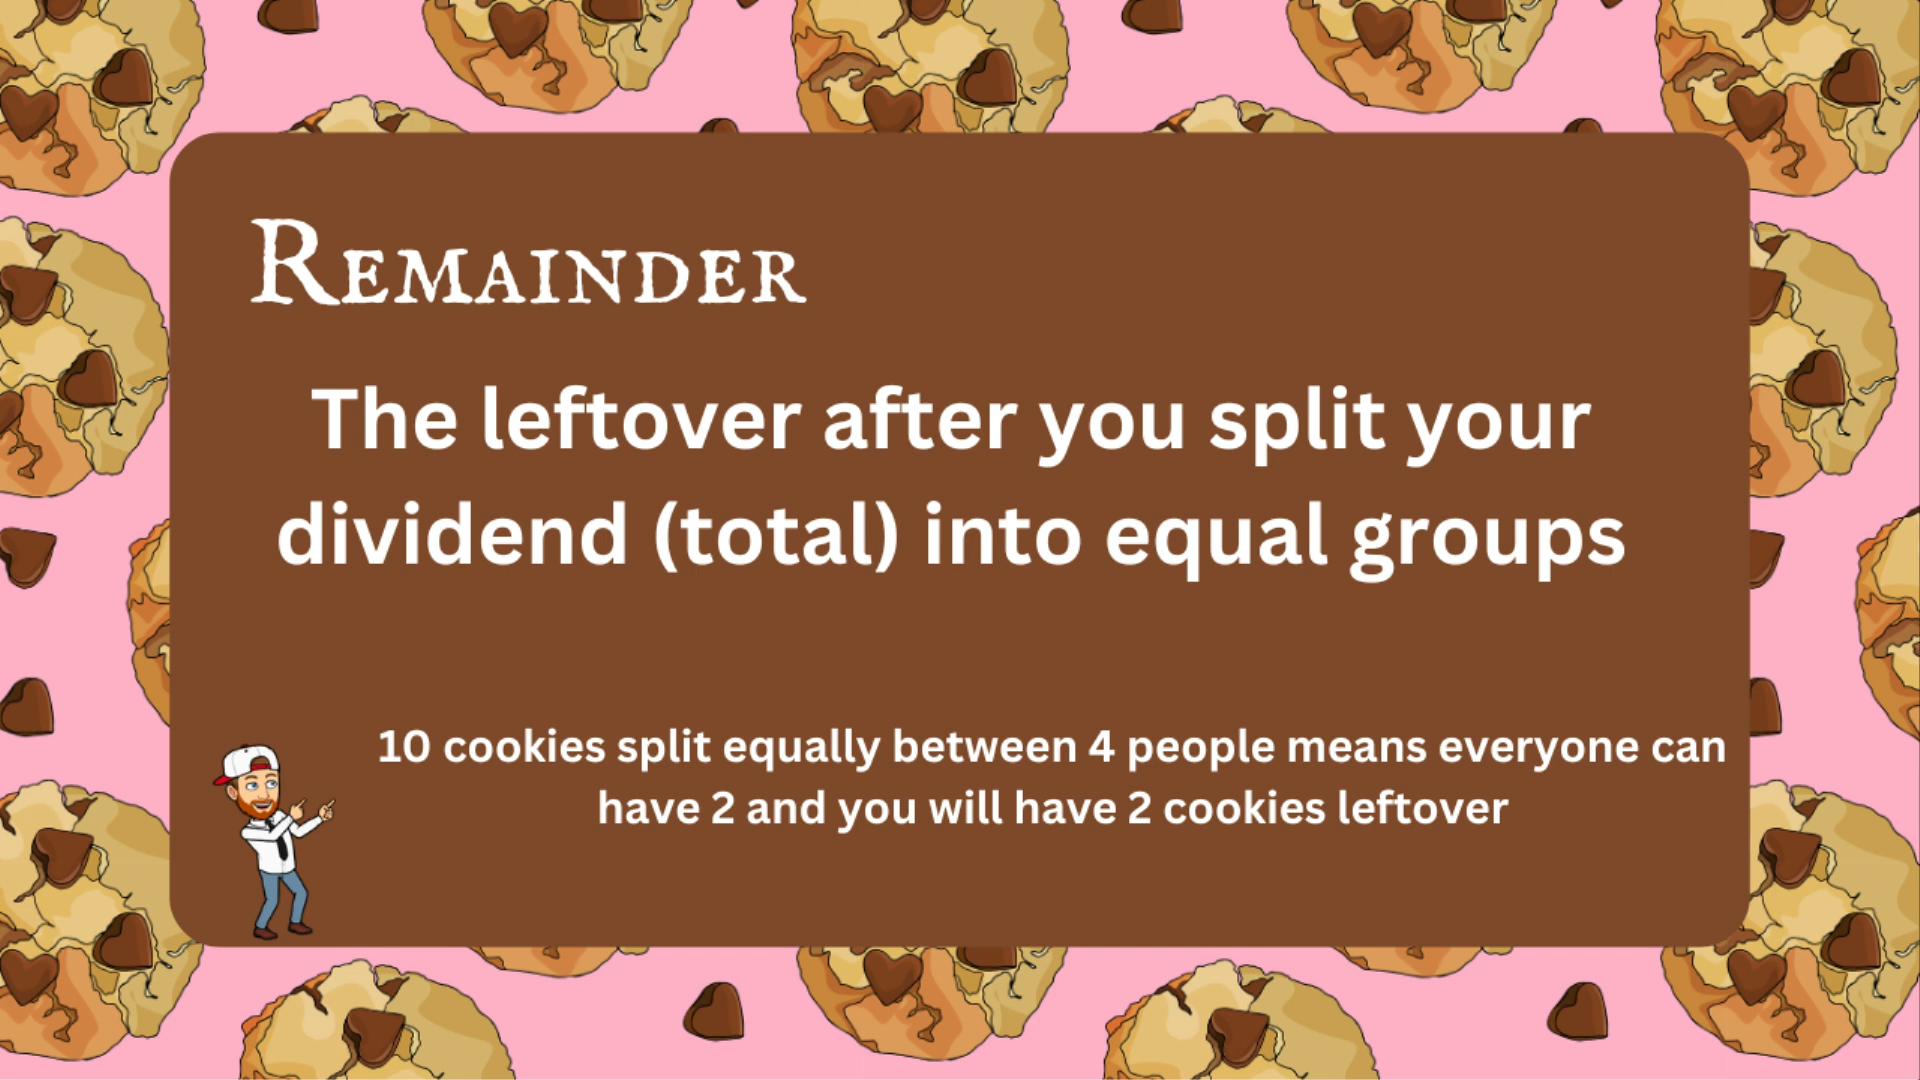 Remainder
The leftover after you split your
dividend (total) into equal groups
10 cookies split equally between 4 people means everyone can
have 2 and you will have 2 cookies leftover